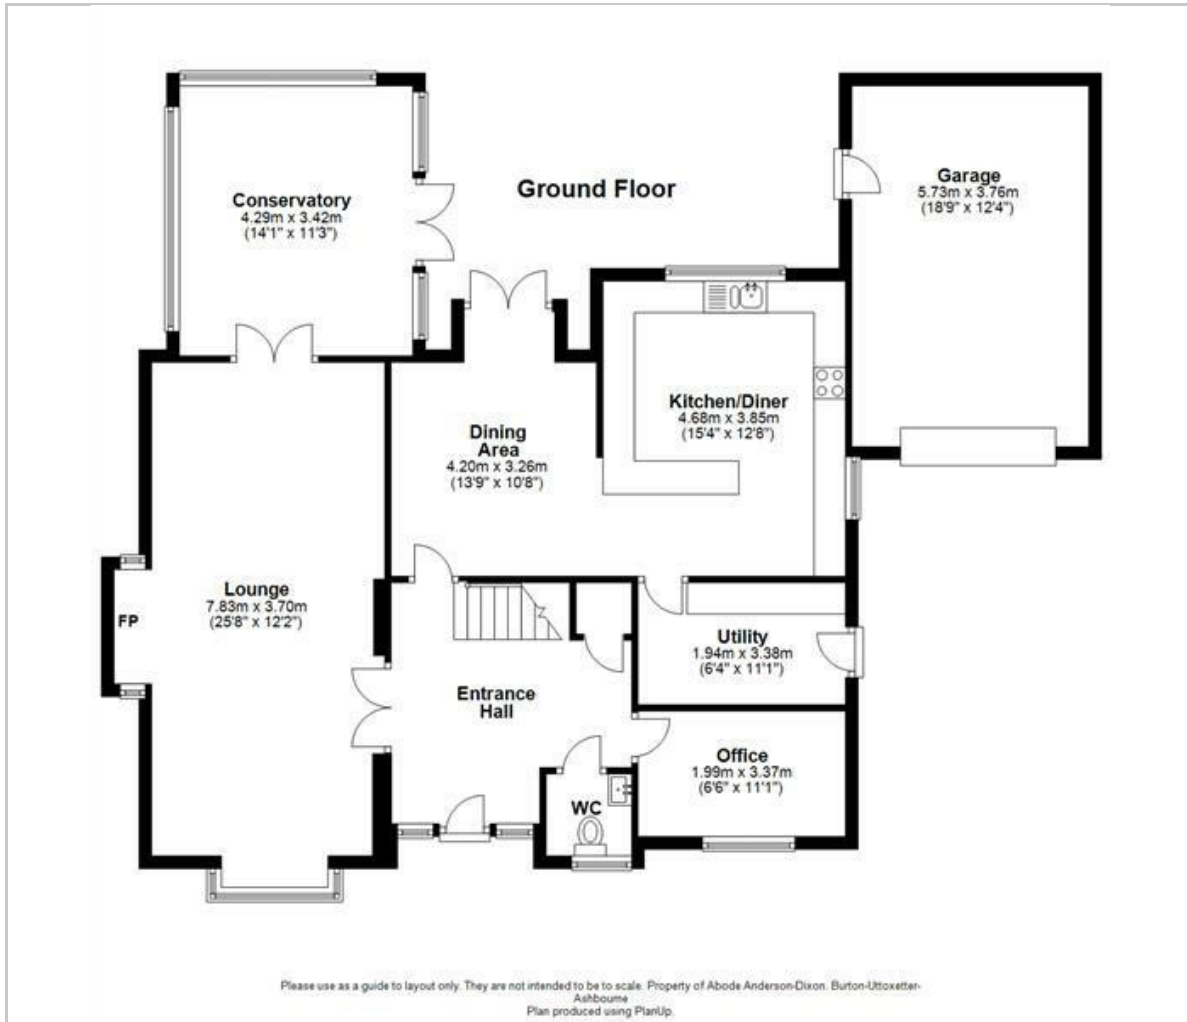 Ground Floor
Conservatory
4.29m x 3.42m
(14'1" x 11'3")
Garage
5.73m x 3.76m
(18'9" x 12'4")
Kitchen/Diner
4.68m x 3.85m
(15'4" x 12'8")
Dining
Area
4.20m x 3.26m
(13'9" x 10'8")
Lounge
7.83m x 3.70m
(25'8" x 12'2")
FP
Utility
1.94m x 3.38m
(6'4" x 11'1")
Entrance
Hall
Office
1.99m x 3.37m
(6'6" x 11'1")
WC
Please use as a guide to layout only. They are not intended to be to scale. Property of Abode Anderson-Dixon. Burton-Uttoxeter-
Ashbourne
Plan produced using PlanUp.